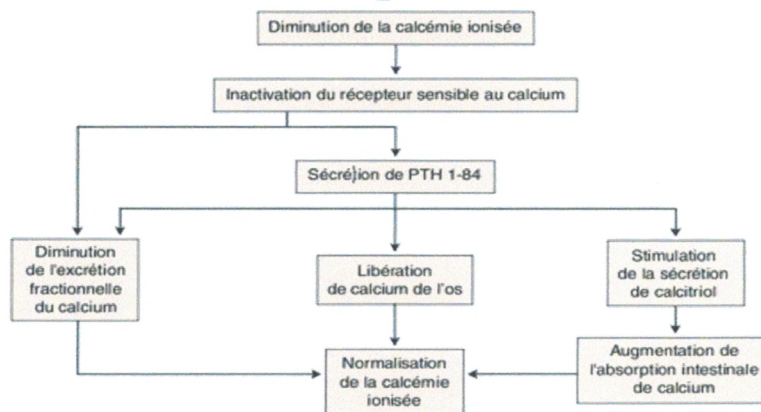 Diminution de la calcémie ionisée
Inactivation du récepteur sensible au calcium
Sécrétion de PTH 1-84
Diminution
de l'excrétion
fractionnelle
du calcium
Libération
de calcium de l'os
Stimulation
de la sécrétion
de calcitriol
Normalisation
de la calcémie
ionisée
Augmentation de
l'absorption intestinale
de calcium